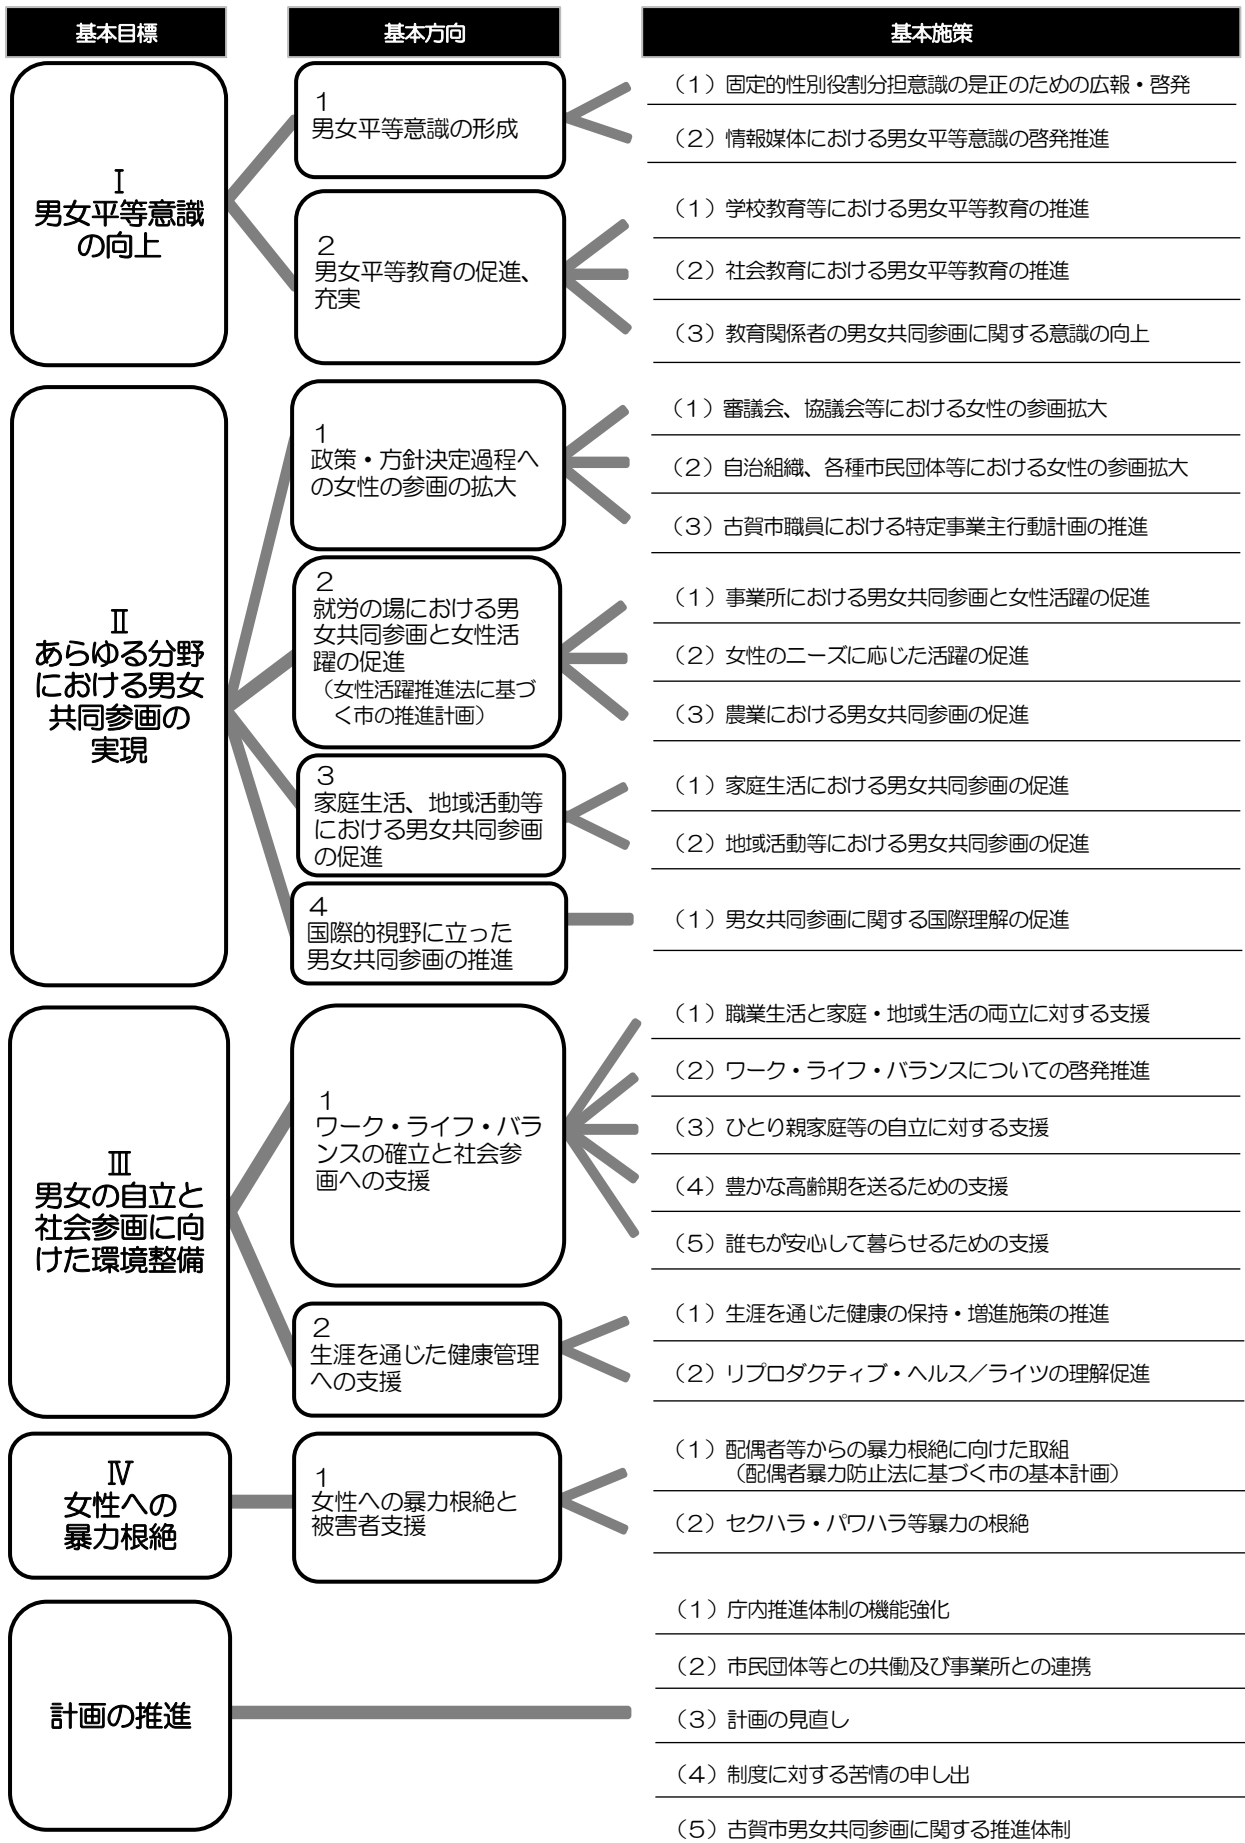 基本目標
基本方向
基本施策
Ⅰ
男女平等意識
の向上
1
男女平等意識の形成
（1）固定的性別役割分担意識の是正のための広報・啓発
（2）情報媒体における男女平等意識の啓発推進
2
男女平等教育の促進、
充実
（1）学校教育等における男女平等教育の推進
（2）社会教育における男女平等教育の推進
（3）教育関係者の男女共同参画に関する意識の向上
Ⅱ
あらゆる分野
における男女
共同参画の
実現
1
政策・方針決定過程へ
の女性の参画の拡大
（1）審議会、協議会等における女性の参画拡大
（2）自治組織、各種市民団体等における女性の参画拡大
（3）古賀市職員における特定事業主行動計画の推進
2
就労の場における男
女共同参画と女性活
躍の促進
（女性活躍推進法に基づ
く市の推進計画）
（1）事業所における男女共同参画と女性活躍の促進
（2）女性のニーズに応じた活躍の促進
（3）農業における男女共同参画の促進
3
家庭生活、地域活動等
における男女共同参画
の促進
（1）家庭生活における男女共同参画の促進
（2）地域活動等における男女共同参画の促進
4
国際的視野に立った
男女共同参画の推進
（1）男女共同参画に関する国際理解の促進
Ⅲ
男女の自立と
社会参画に向
けた環境整備
1
ワーク・ライフ・バラ
ンスの確立と社会参
画への支援
（1）職業生活と家庭・地域生活の両立に対する支援
（2）ワーク・ライフ・バランスについての啓発推進
（3）ひとり親家庭等の自立に対する支援
（4）豊かな高齢期を送るための支援
（5）誰もが安心して暮らせるための支援
2
生涯を通じた健康管理
への支援
（1）生涯を通じた健康の保持・増進施策の推進
（2）リプロダクティブ・ヘルス／ライツの理解促進
Ⅳ
女性への
暴力根絶
1
女性への暴力根絶と
被害者支援
（1）配偶者等からの暴力根絶に向けた取組
（配偶者暴力防止法に基づく市の基本計画）
（2）セクハラ・パワハラ等暴力の根絶
計画の推進
（1）庁内推進体制の機能強化
（2）市民団体等との共働及び事業所との連携
（3）計画の見直し
（4）制度に対する苦情の申し出
（5）古賀市男女共同参画に関する推進体制